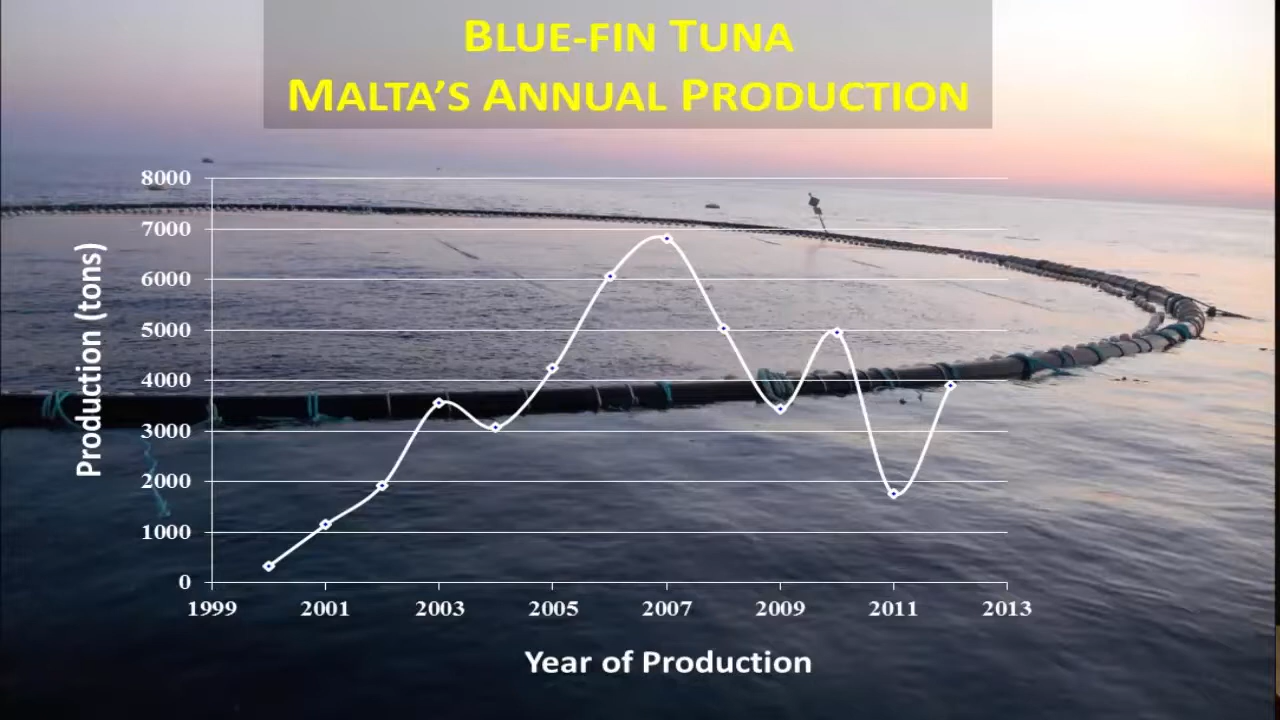 BLUE-FIN TUNA
MALTA'S ANNUAL PRODUCTION
8000
7000
6000
5000
4000
3000
2000
1000
0
Production (tons)
1999 2001 2003 2005 2007 2009 2011 2013
Year of Production